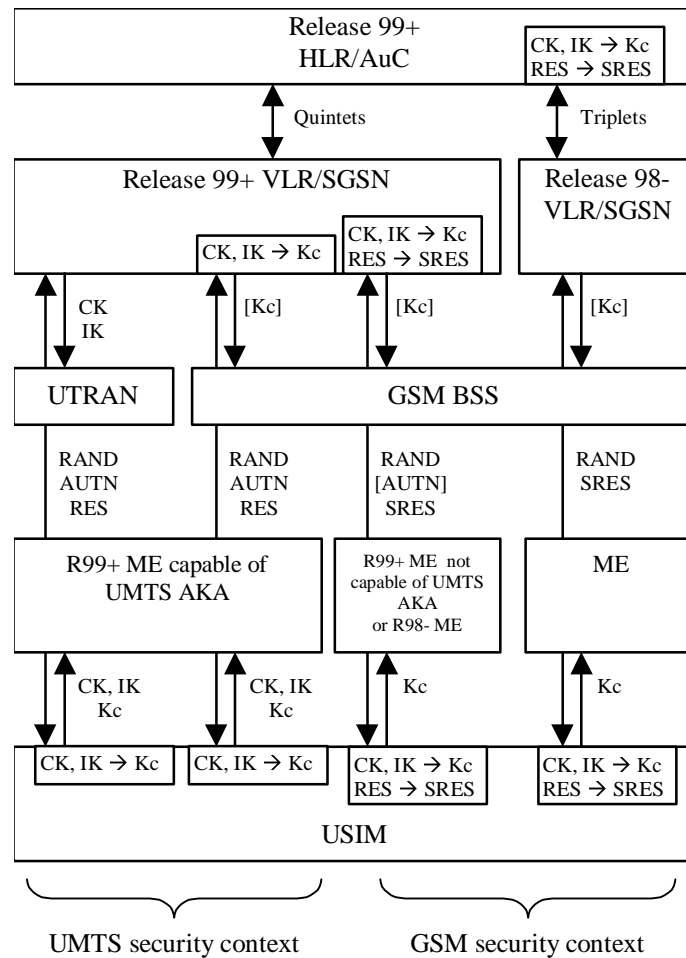 Release 99+
HLR/AuC
CK, IK → Kc
RES → SRES
Quintets
Triplets
Release 99+ VLR/SGSN
Release 98-
VLR/SGSN
CK, IK → Kc
CK, IK → Kc
RES → SRES
CK
IK
[Kc]
[Kc]
[Kc]
UTRAN
GSM BSS
RAND
AUTN
RES
RAND
AUTN
RES
RAND
[AUTN]
SRES
RAND
SRES
R99+ ME capable of
UMTS AKA
R99+ ME not
capable of UMTS
AKA
or R98- ME
ME
CK, IK
Kc
CK, IK
Kc
Kc
Kc
CK, IK → Kc
CK, IK → Kc
CK, IK → Kc
RES → SRES
CK, IK → Kc
RES → SRES
USIM
UMTS security context
GSM security context